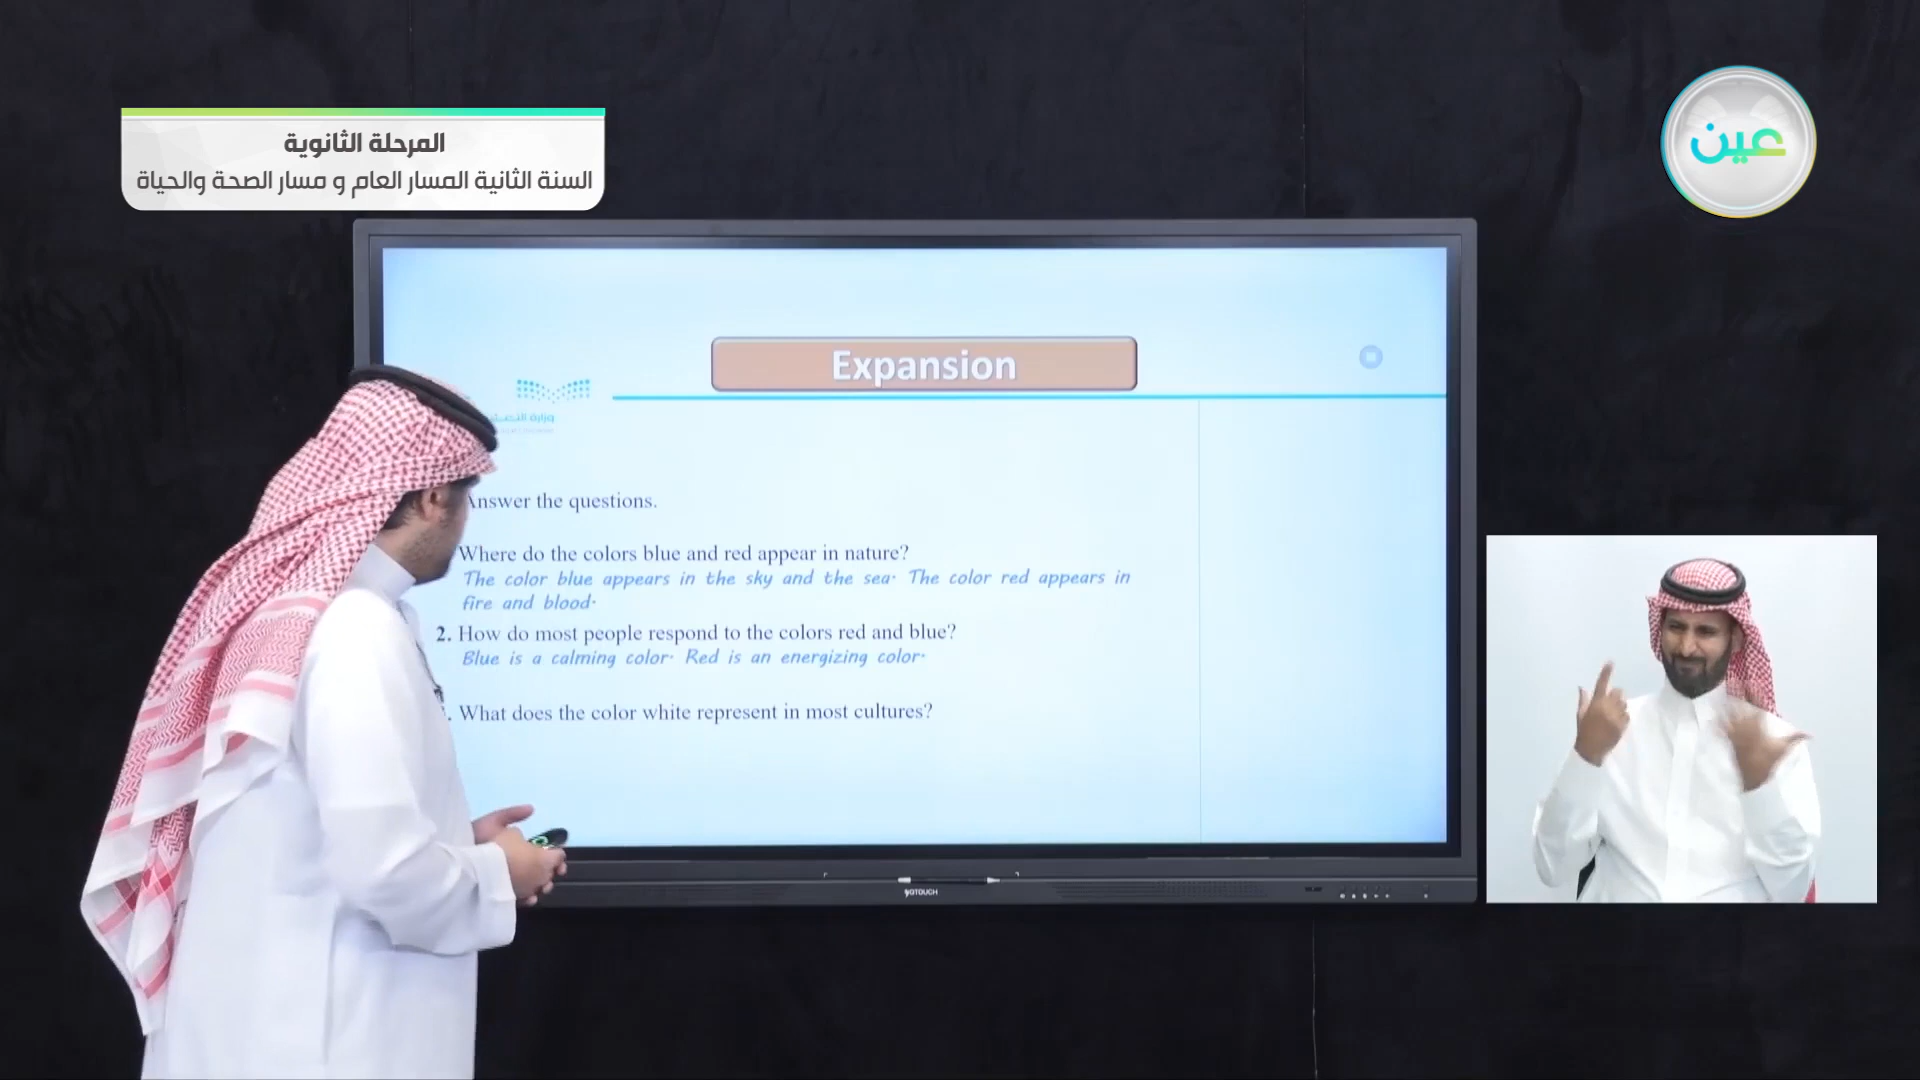 المرحلة الثانوية
السنة الثانية المسار العام و مسار الصحة والحياة
عين
Expansion
وزارة التعليم
Answer the questions.
Where do the colors blue and red appear in nature?
The color blue appears in the sky and the sea. The color red appears in
fire and blood.
2. How do most people respond to the colors red and blue?
Blue is a calming color. Red is an energizing color.
. What does the color white represent in most cultures?
YOTOUCH